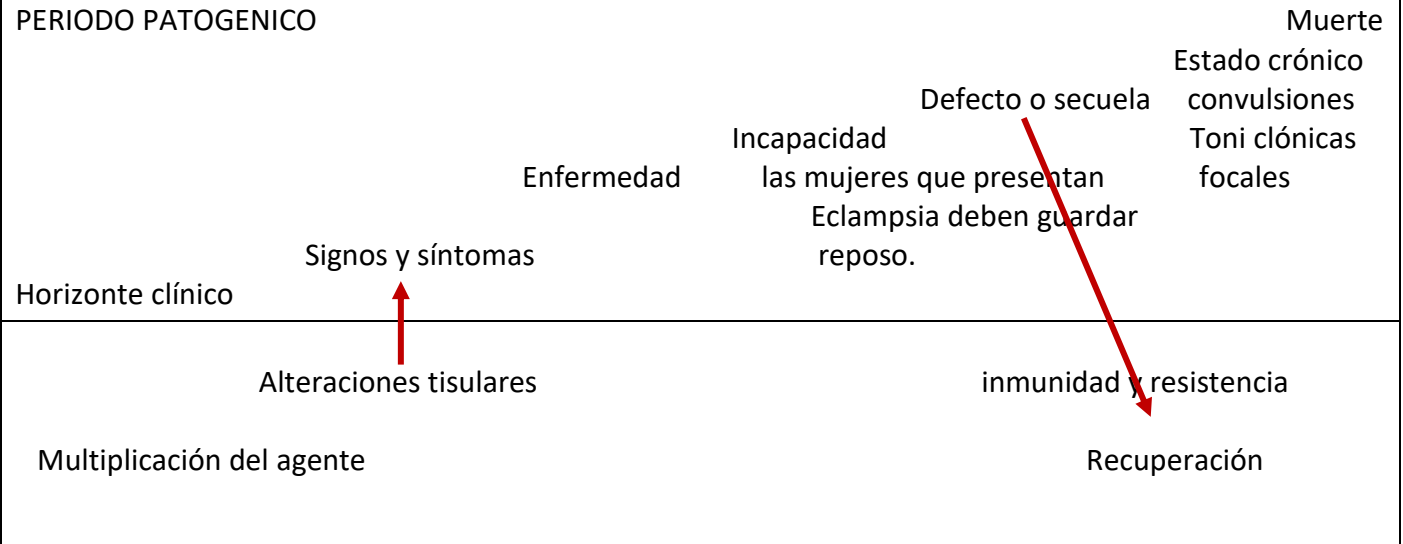 PERIODO PATOGENICO Muerte
Estado crónico
Defecto o secuela convulsiones
Incapacidad Toni clónicas
Enfermedad las mujeres que presentan focales
Eclampsia deben guardar
Signos y síntomas reposo.
Horizonte clínico
Alteraciones tisulares inmunidad y resistencia
Multiplicación del agente Recuperación